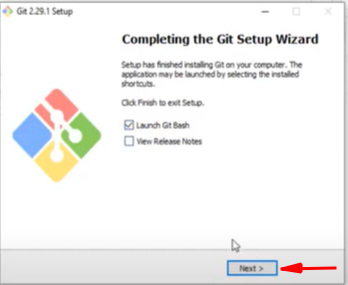 Git 2.29.1 Setup
Completing the Git Setup Wizard
Setup has finished installing Git on your computer. The
application may be launched by selecting the installed
shortcuts.
Click Finish to exit Setup.
Launch Git Bash
View Release Notes
Next >